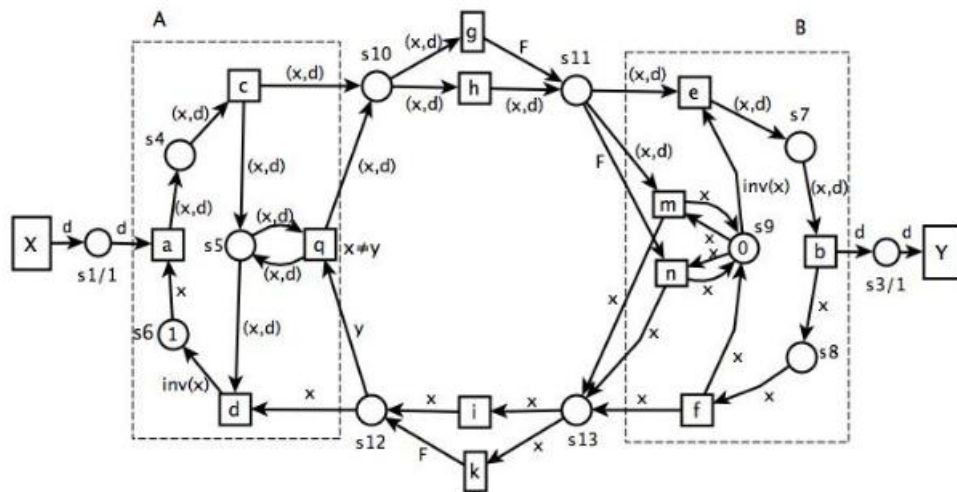 A
B
g
(x,d)
F
s10
s11
c
(x,d)
h
(x,d)
(x,d)
(x,d)
e
(x,d)
s7
(x,d)
s4
(x,d)
(x,d)
(x,d)
F
(x,d)
inv(x)
(x,d)
m
x
X
d
d
a
(x,d)
s5
(x,d)
q
x≠y
x
x
0
s9
b
d
d
Y
s1/1
(x,d)
n
x
s3/1
x
s6
1
(x,d)
y
x
x
x
x
s8
inv(x)
d
x
x
i
x
x
f
x
s12
F
k
x
s13